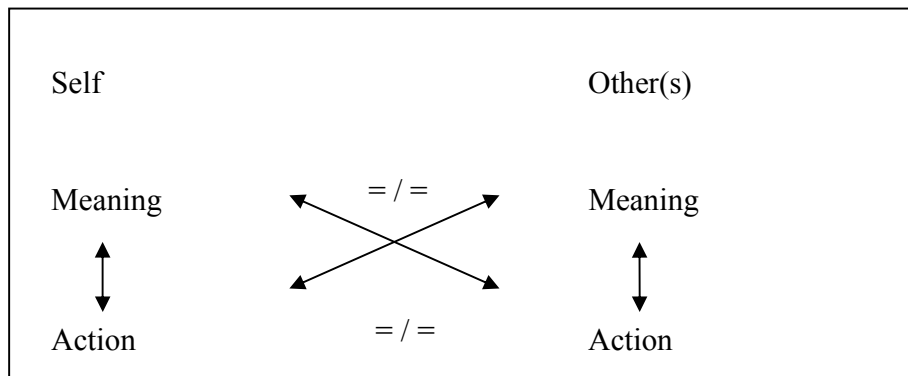 Self Other(s)
= / =
Meaning Meaning
= / =
Action Action